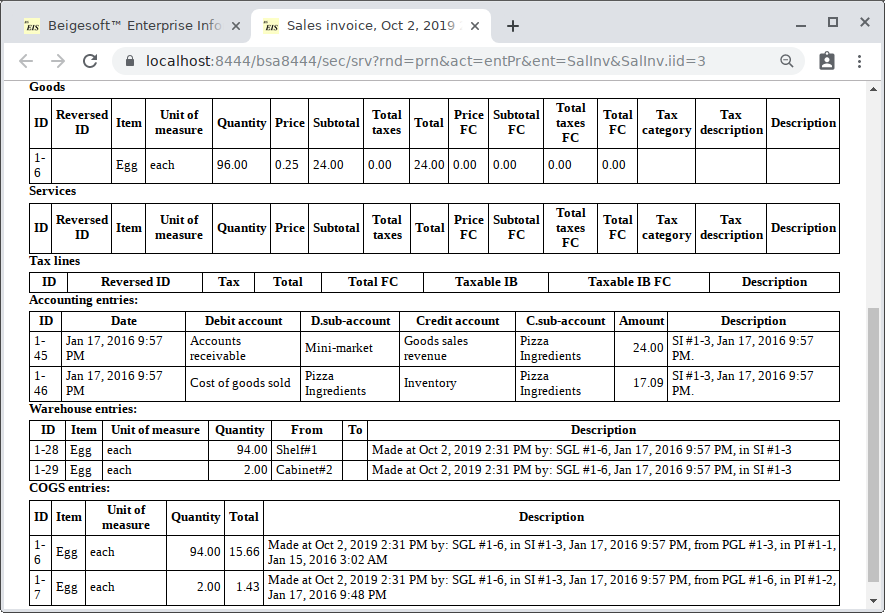 EIS Beigesoft™ Enterprise Info
EIS Sales invoice, Oct 2, 2019
localhost:8444/bsa8444/sec/srv?rnd=prn&act=entPr&ent=SalInv&SalInv.iid=3
Goods
ID Reversed ID Item Unit of measure Quantity Price Subtotal Total taxes Total Price FC Subtotal FC Total taxes FC Total FC Tax category Tax description Description
1-6 Egg each 96.00 0.25 24.00 0.00 24.00 0.00 0.00 0.00 0.00
Services
ID Reversed ID Item Unit of measure Quantity Price Subtotal Total taxes Total Price FC Subtotal FC Total taxes FC Total FC Tax category Tax description Description
Tax lines
ID Reversed ID Tax Total Total FC Taxable IB Taxable IB FC Description
Accounting entries:
ID Date Debit account D.sub-account Credit account C.sub-account Amount Description
1-45 Jan 17, 2016 9:57 PM Accounts receivable Mini-market Goods sales revenue Pizza Ingredients 24.00 SI #1-3, Jan 17, 2016 9:57 PM.
1-46 Jan 17, 2016 9:57 PM Cost of goods sold Pizza Ingredients Inventory Pizza Ingredients 17.09 SI #1-3, Jan 17, 2016 9:57 PM.
Warehouse entries:
ID Item Unit of measure Quantity From To Description
1-28 Egg each 94.00 Shelf#1 Made at Oct 2, 2019 2:31 PM by: SGL #1-6, Jan 17, 2016 9:57 PM, in SI #1-3
1-29 Egg each 2.00 Cabinet#2 Made at Oct 2, 2019 2:31 PM by: SGL #1-6, Jan 17, 2016 9:57 PM, in SI #1-3
COGS entries:
ID Item Unit of measure Quantity Total Description
1-6 Egg each 94.00 15.66 Made at Oct 2, 2019 2:31 PM by: SGL #1-6, in SI #1-3, Jan 17, 2016 9:57 PM, from PGL #1-3, in PI #1-1, Jan 15, 2016 3:02 AM
1-7 Egg each 2.00 1.43 Made at Oct 2, 2019 2:31 PM by: SGL #1-6, in SI #1-3, Jan 17, 2016 9:57 PM, from PGL #1-6, in PI #1-2, Jan 17, 2016 9:48 PM